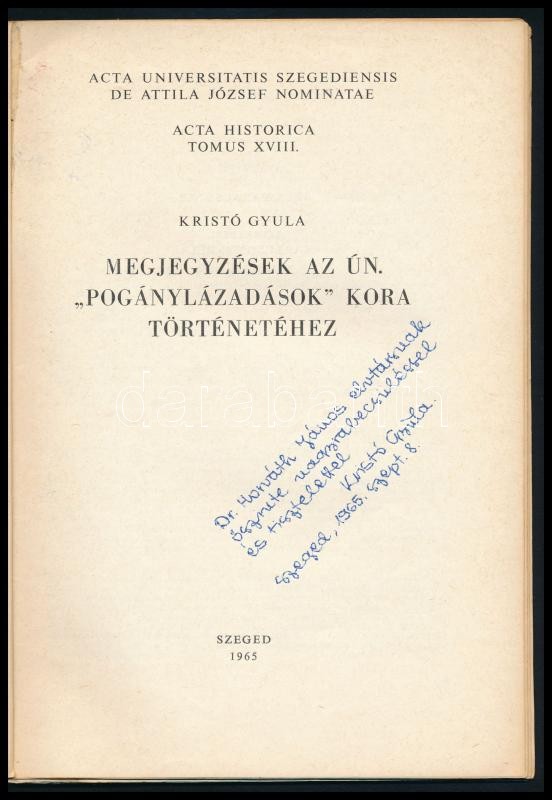 ACTA UNIVERSITATIS SZEGEDIENSIS
DE ATTILA JÓZSEF NOMINATAE
ACTA HISTORICA
TOMUS XVIII.
KRISTÓ GYULA
MEGJEGYZÉSEK AZ ÚN.
„POGÁNYLÁZADÁSOK” KORA
TÖRTÉNETÉHEZ
darabanth
Dr. Horváth János elvtársnak
őszinte nagyrabecsüléssel
és tisztelettel
Kristó Gyula.
Szeged, 1965. szept. 8.
SZEGED
1965